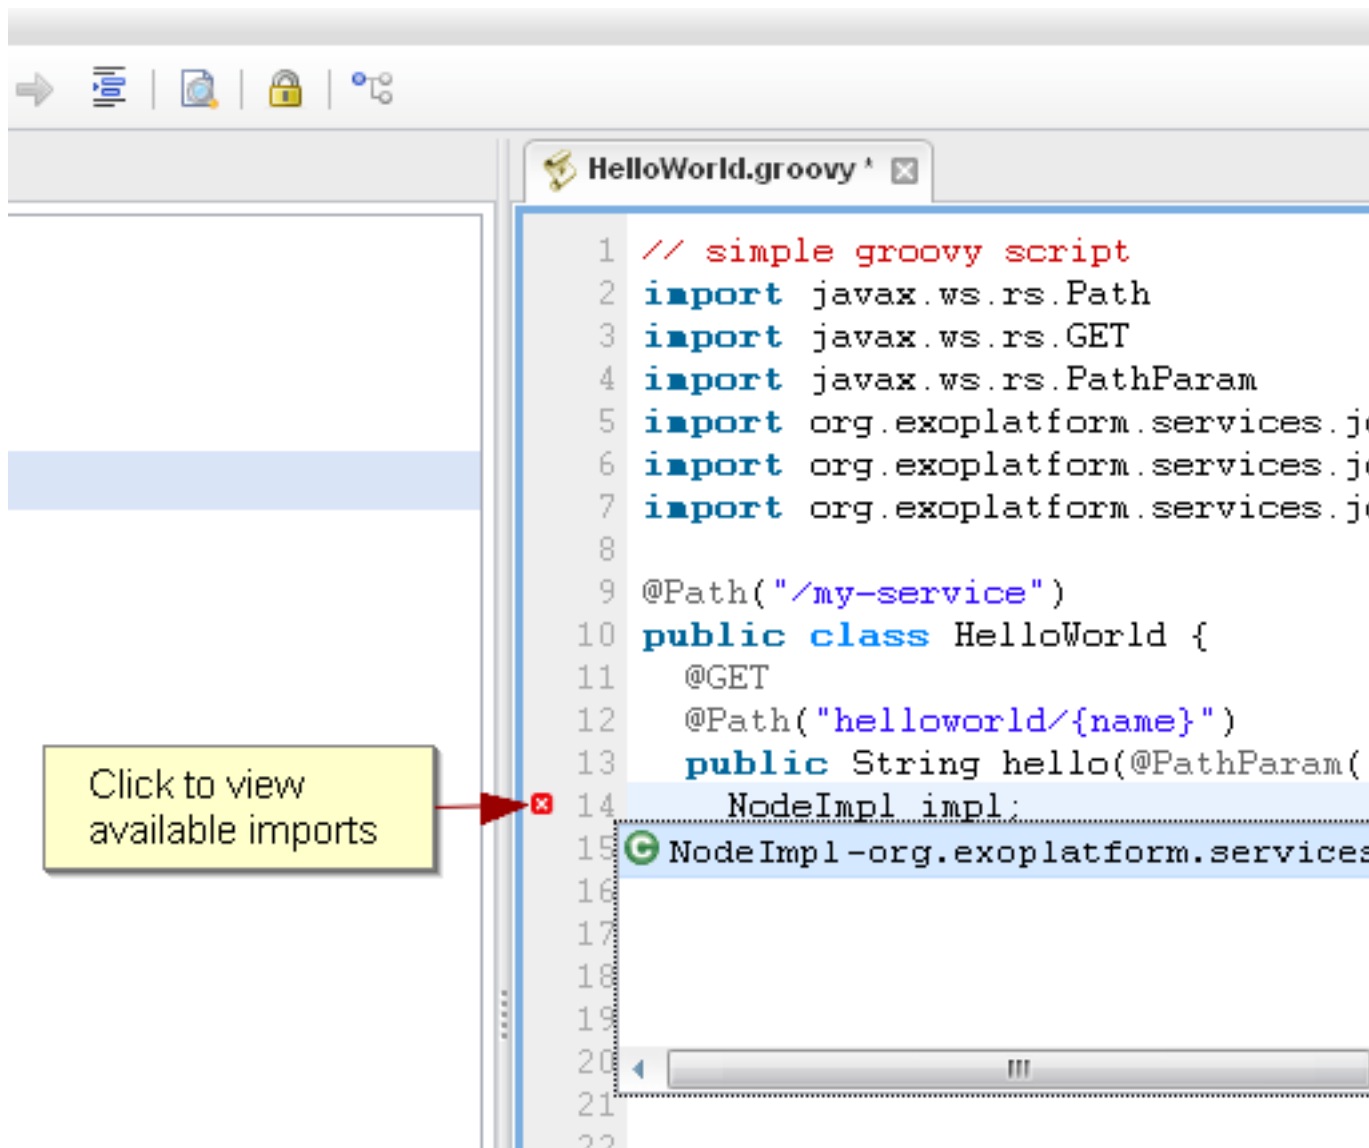 HelloWorld.groovy *
1 // simple groovy script
2 import javax.ws.rs.Path
3 import javax.ws.rs.GET
4 import javax.ws.rs.PathParam
5 import org.exoplatform.services.
6 import org.exoplatform.services.
7 import org.exoplatform.services.
8
9 @Path("/my-service")
10 public class HelloWorld {
11 @GET
12 @Path("helloworld/{name}")
13 public String hello(@PathParam(
Click to view
available imports
14 NodeImpl impl;
15 NodeImpl-org.exoplatform.services
16
17
18
19
20
21
22